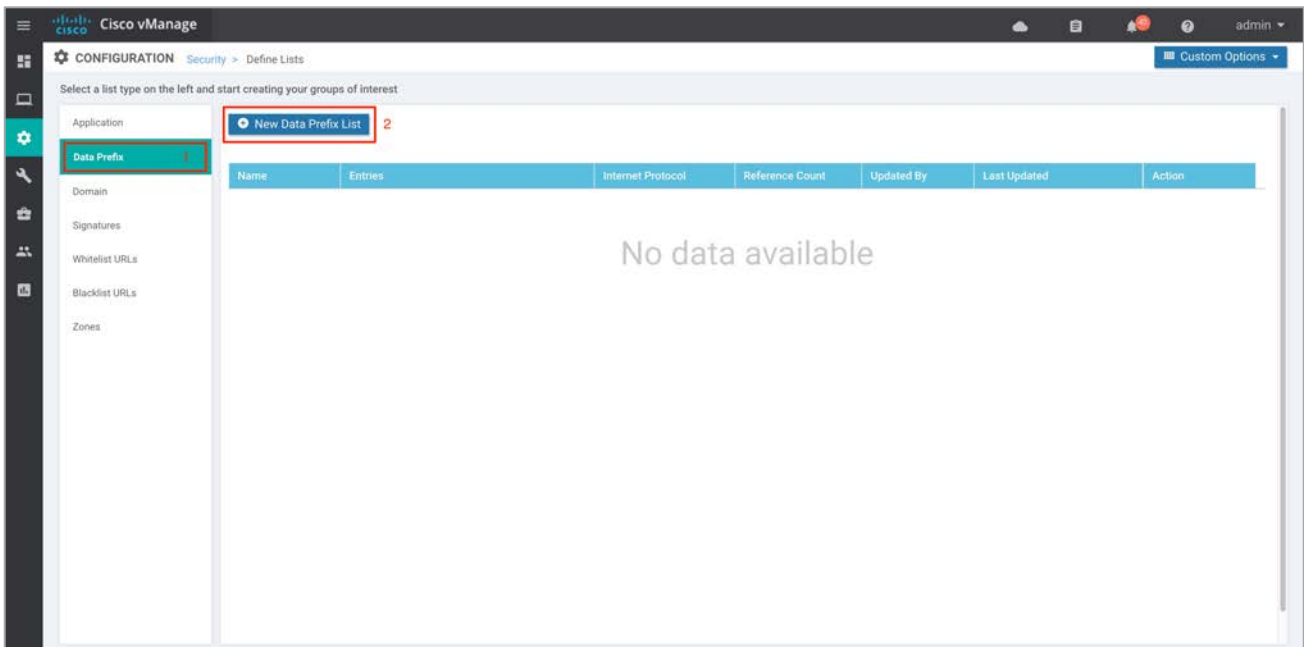 cisco Cisco vManage admin
CONFIGURATION Security > Define Lists Custom Options
Select a list type on the left and start creating your groups of interest
Application
New Data Prefix List 2
Data Prefix 1
Name Entries Internet Protocol Reference Count Updated By Last Updated Action
Domain
Signatures
No data available
Whitelist URLs
Blacklist URLs
Zones